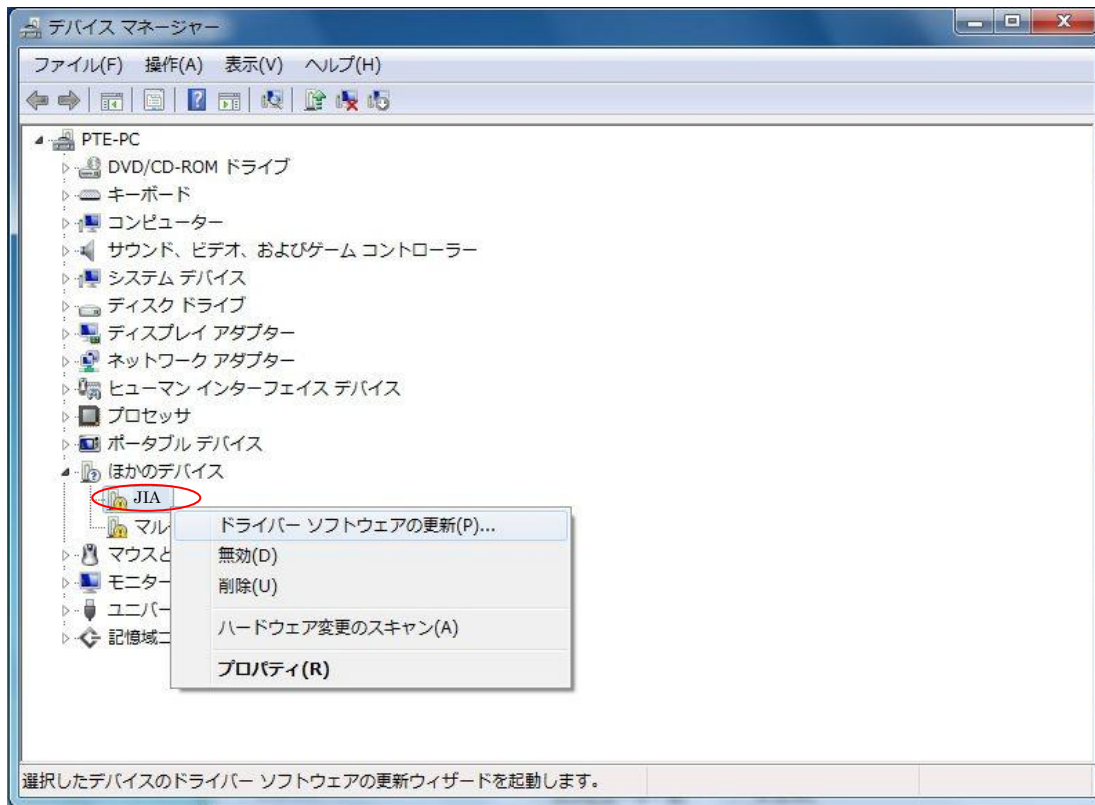 デバイス マネージャー
ファイル(F) 操作(A) 表示(V) ヘルプ(H)
PTE-PC
DVD/CD-ROM ドライブ
キーボード
コンピューター
サウンド、ビデオ、およびゲーム コントローラー
システム デバイス
ディスク ドライブ
ディスプレイ アダプター
ネットワーク アダプター
ヒューマン インターフェイス デバイス
プロセッサ
ポータブル デバイス
ほかのデバイス
JIA
マル
マウスと
モニター
ユニバー
記憶域コ
ドライバー ソフトウェアの更新(P)...
無効(D)
削除(U)
ハードウェア変更のスキャン(A)
プロパティ(R)
選択したデバイスのドライバー ソフトウェアの更新ウィザードを起動します。